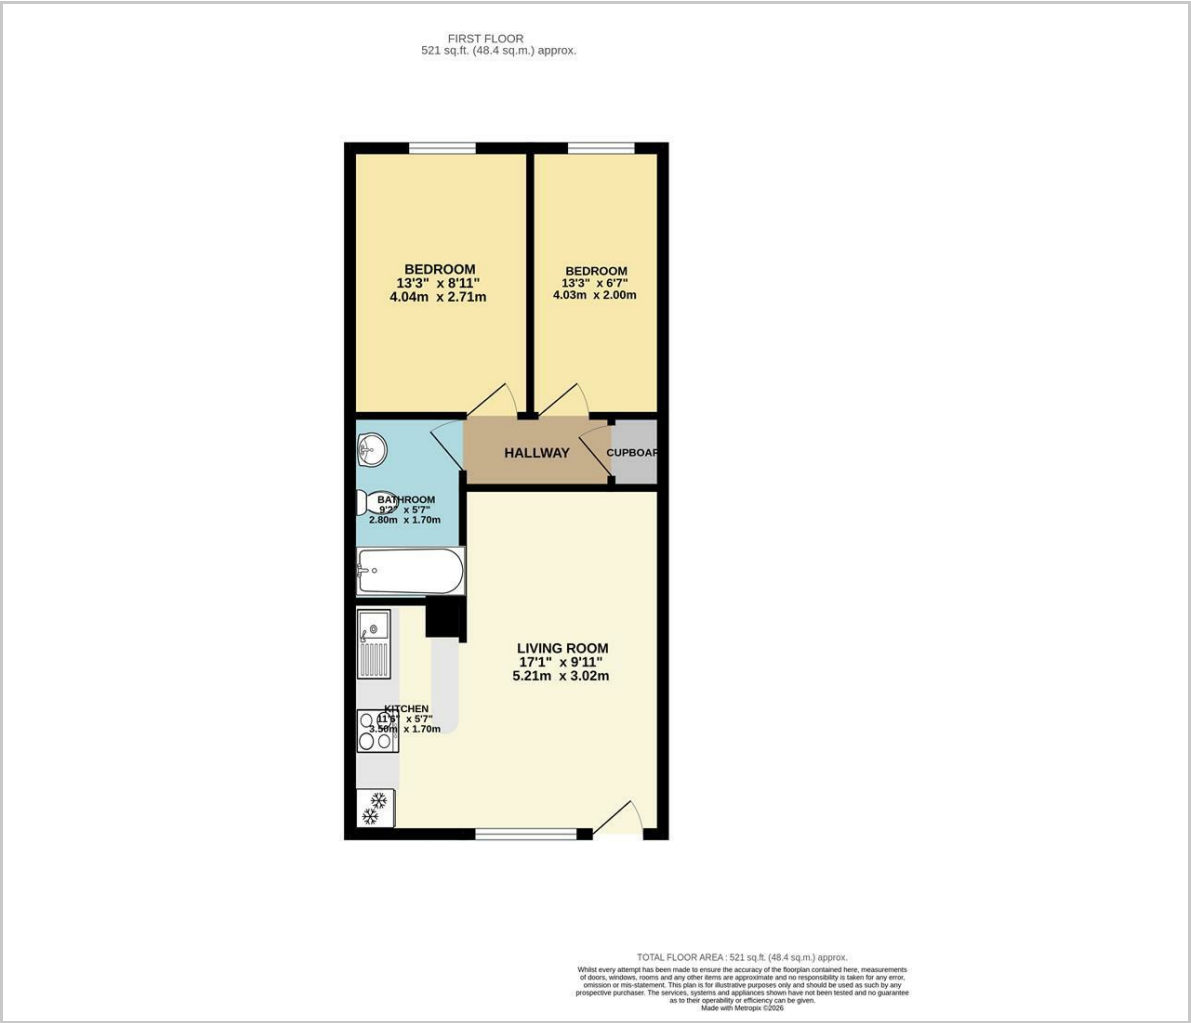 FIRST FLOOR
521 sq.ft. (48.4 sq.m.) approx.
BEDROOM
13'3" x 8'11"
4.04m x 2.71m
BEDROOM
13'3" x 6'7"
4.03m x 2.00m
HALLWAY
CUPBOAR
BATHROOM
9'2" x 5'7"
2.80m x 1.70m
LIVING ROOM
17'1" x 9'11"
5.21m x 3.02m
KITCHEN
11'6" x 5'7"
3.50m x 1.70m
TOTAL FLOOR AREA : 521 sq.ft. (48.4 sq.m.) approx.
Whilst every attempt has been made to ensure the accuracy of the floorplan contained here, measurements
of doors, windows, rooms and any other items are approximate and no responsibility is taken for any error,
omission or mis-statement. This plan is for illustrative purposes only and should be used as such by any
prospective purchaser. The services, systems and appliances shown have not been tested and no guarantee
as to their operability or efficiency can be given.
Made with Metropix ©2026